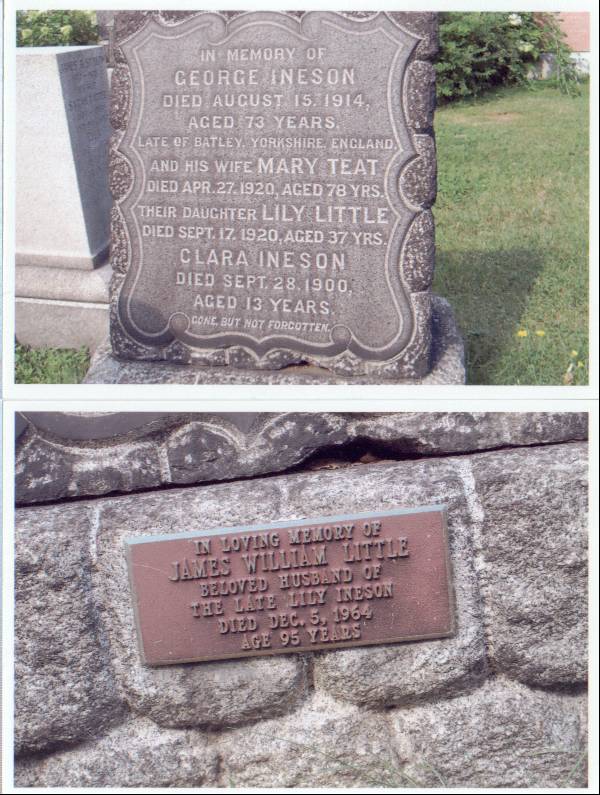 IN MEMORY OF
GEORGE INESON
DIED AUGUST 15. 1914,
AGED 73 YEARS.
LATE OF BATLEY, YORKSHIRE, ENGLAND.
AND HIS WIFE MARY TEAT
DIED APR. 27. 1920, AGED 78 YRS.
THEIR DAUGHTER LILY LITTLE
DIED SEPT. 17. 1920, AGED 37 YRS.
CLARA INESON
DIED SEPT. 28. 1900,
AGED 13 YEARS.
GONE, BUT NOT FORGOTTEN.
IN LOVING MEMORY OF
JAMES WILLIAM LITTLE
BELOVED HUSBAND OF
THE LATE LILY INESON
DIED DEC. 5, 1964
AGE 95 YEARS